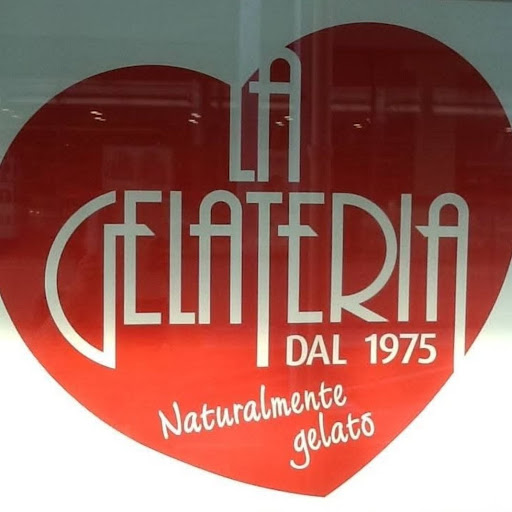 LA
GELATERIA
DAL 1975
Naturalmente
gelato